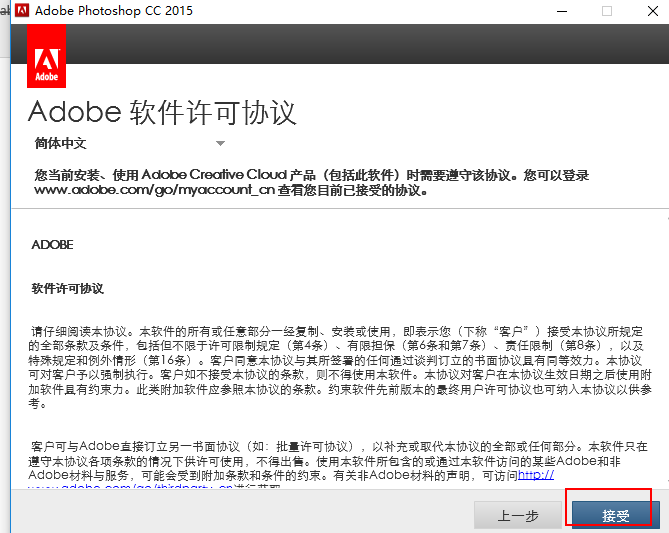 Adobe Photoshop CC 2015
Adobe
Adobe 软件许可协议
简体中文
您当前安装、使用 Adobe Creative Cloud 产品（包括此软件）时需要遵守该协议。您可以登录
www.adobe.com/go/myaccount_cn 查看您目前已接受的协议。
ADOBE
软件许可协议
请仔细阅读本协议。本软件的所有或任意部分一经复制、安装或使用，即表示您（下称“客户”）接受本协议所规定
的全部条款及条件，包括但不限于许可限制规定（第4条）、有限担保（第6条和第7条）、责任限制（第8条），以及
特殊规定和例外情形（第16条）。客户同意本协议与其所签署的任何通过谈判订立的书面协议且有同等效力。本协议
可对客户予以强制执行。客户如不接受本协议的条款，则不得使用本软件。本协议对客户在本协议生效日期之后使用附
加软件且有约束力。此类附加软件应参照本协议的条款。约束软件先前版本的最终用户许可协议也可纳入本协议以供参
考。
客户可与Adobe直接订立另一书面协议（如：批量许可协议），以补充或取代本协议的全部或任何部分。本软件只在
遵守本协议各项条款的情况下供许可使用，不得出售。使用本软件所包含的或通过本软件访问的某些Adobe和非
Adobe材料与服务，可能会受到附加条款和条件的约束。有关非Adobe材料的声明，可访问http://
www.adobe.com/go/thirdparty_cn进行获取
上一步
接受